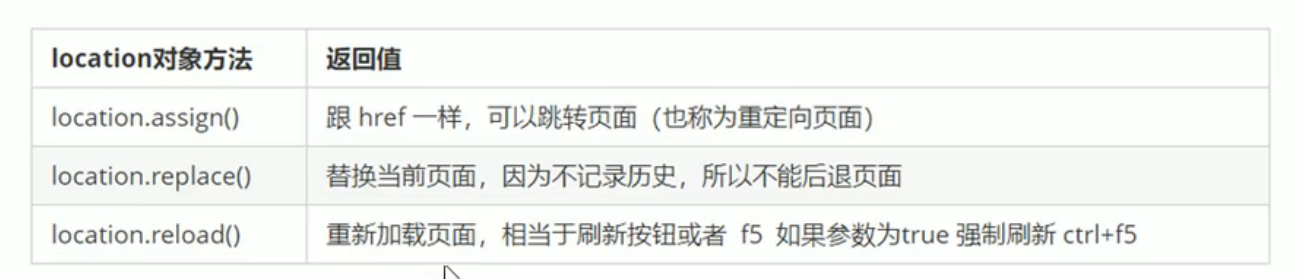 location对象方法 返回值
location.assign() 跟 href 一样，可以跳转页面（也称为重定向页面）
location.replace() 替换当前页面，因为不记录历史，所以不能后退页面
location.reload() 重新加载页面，相当于刷新按钮或者 f5 如果参数为true 强制刷新 ctrl+f5